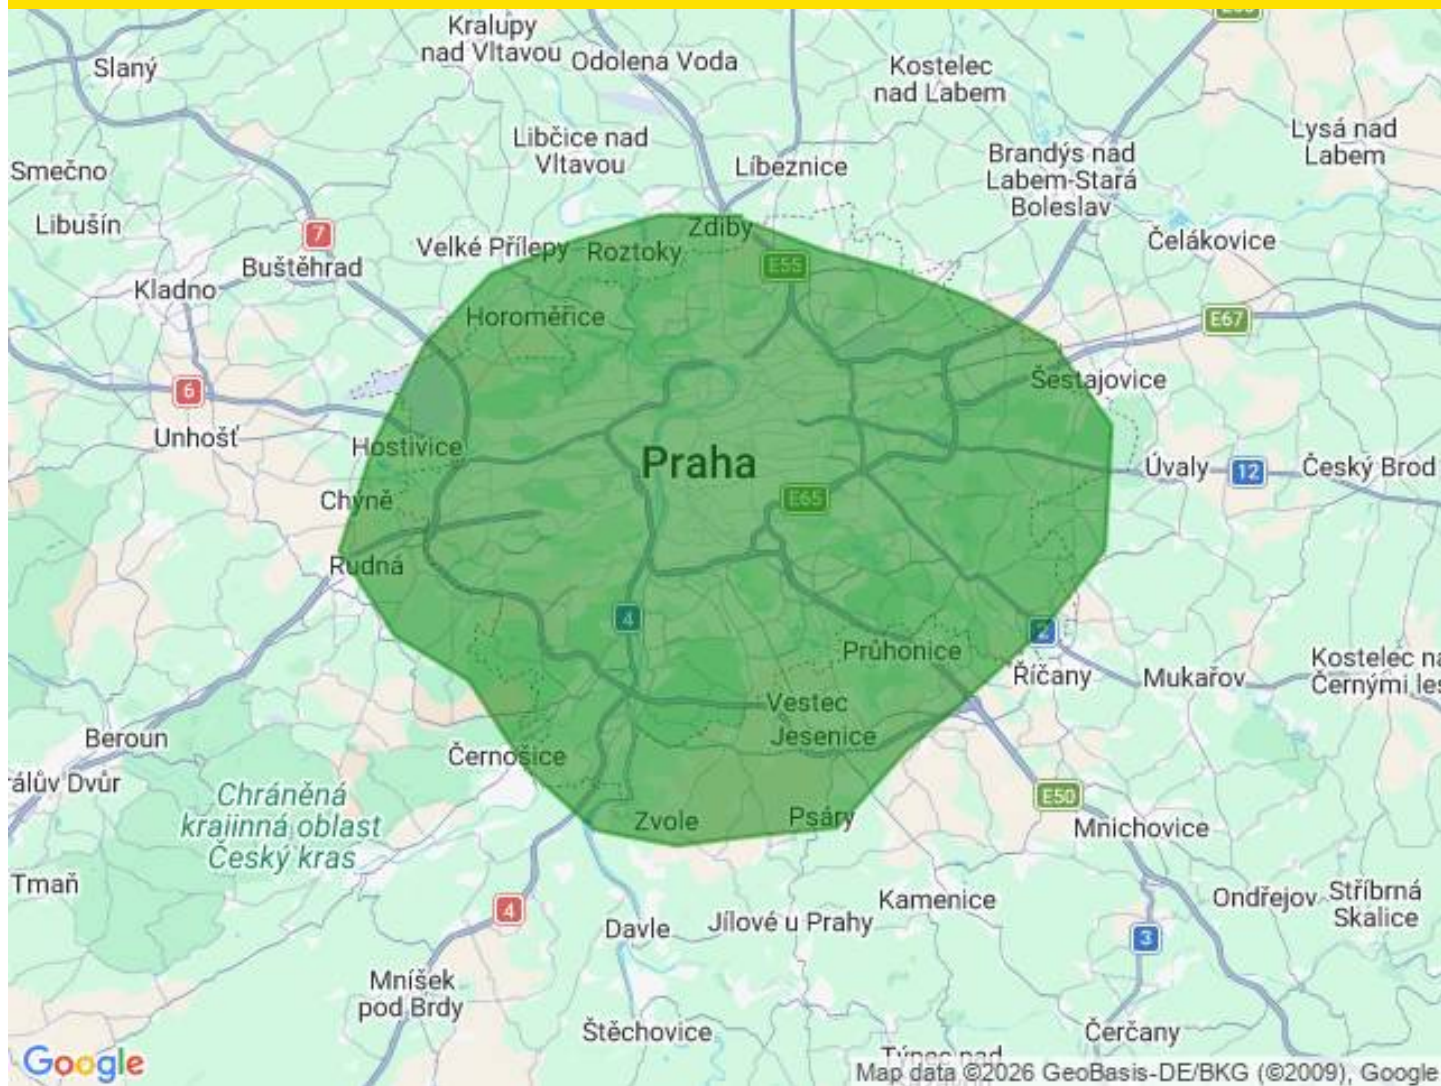 Kralupy
nad Vltavou
Odolena Voda
Slaný
Kostelec
nad Labem
Libčice nad
Vltavou
Líbeznice
Brandýs nad
Labem-Stará
Boleslav
Lysá nad
Labem
Smečno
Libušín
7
Velké Přílepy
Roztoky
Zdiby
Čelákovice
Buštěhrad
E55
Kladno
Horoměřice
E67
6
Šestajovice
Unhošť
Hostivice
Praha
Úvaly
12
Český Brod
Chýně
E65
Rudná
4
2
Průhonice
Říčany
Mukařov
Kostelec na
Černými les
Vestec
Jesenice
Beroun
Černošice
rálův Dvůr
Chráněná
krajinná oblast
Český kras
E50
Zvole
Psáry
Mnichovice
Tmaň
4
Kamenice
Ondřejov
Stříbrná
Skalice
Davle
Jílové u Prahy
3
Mníšek
pod Brdy
Štěchovice
Čerčany
Google
Map data ©2026 GeoBasis-DE/BKG (©2009), Google